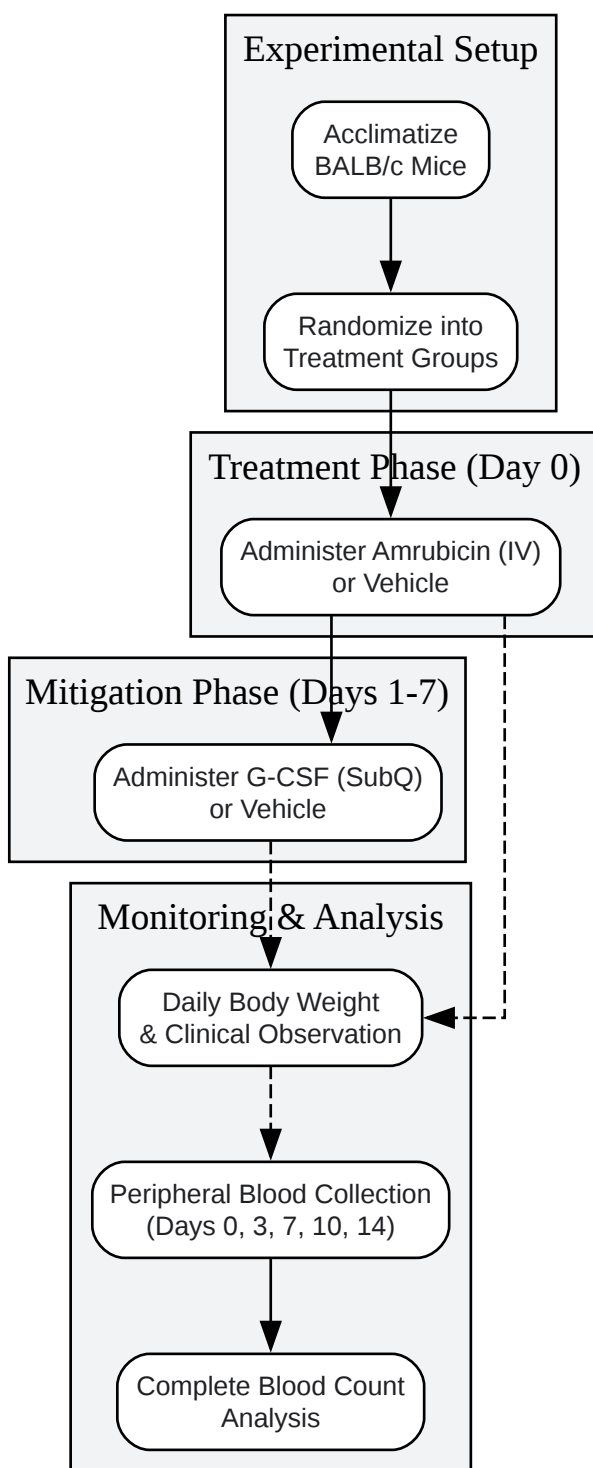 Experimental Setup
Acclimatize
BALB/c Mice
Randomize into
Treatment Groups
Treatment Phase (Day 0)
Administer Amrubicin (IV)
or Vehicle
Mitigation Phase (Days 1-7)
Administer G-CSF (SubQ)
or Vehicle
Monitoring & Analysis
Daily Body Weight
& Clinical Observation
Peripheral Blood Collection
(Days 0, 3, 7, 10, 14)
Complete Blood Count
Analysis